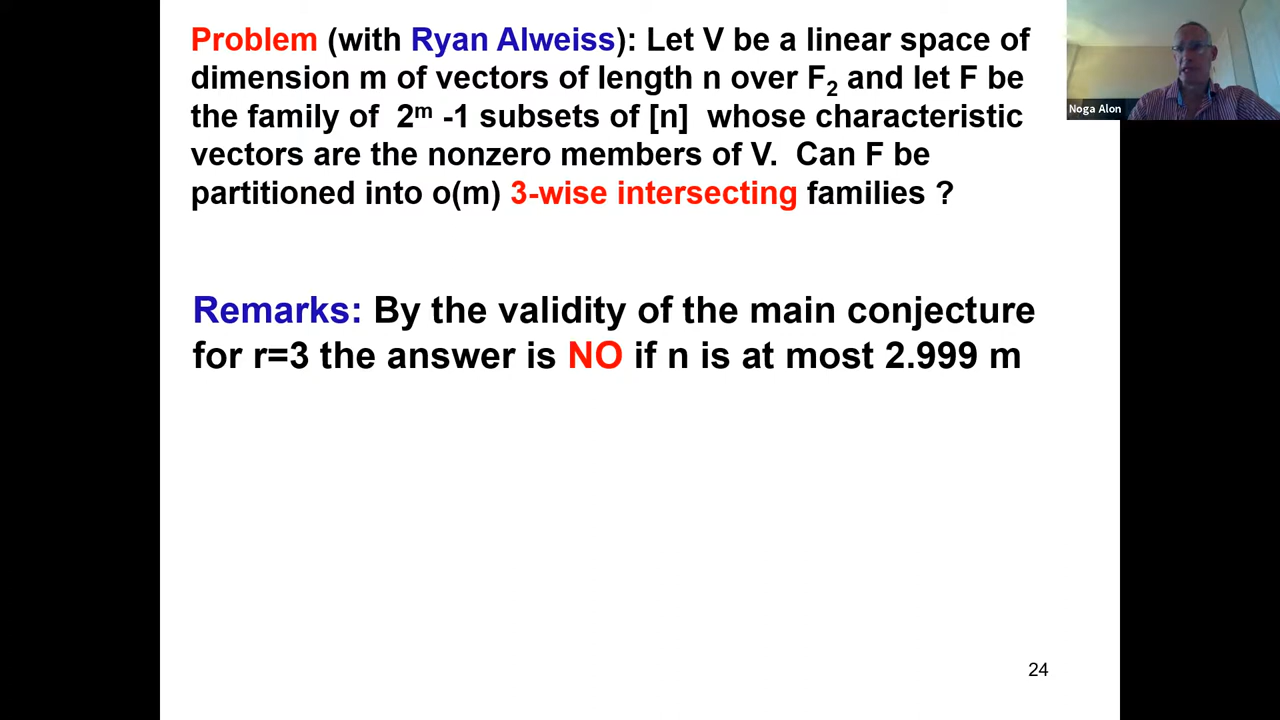 Problem (with Ryan Alweiss): Let V be a linear space of
dimension m of vectors of length n over F₂ and let F be
the family of 2ᵐ -1 subsets of [n] whose characteristic
vectors are the nonzero members of V. Can F be
partitioned into o(m) 3-wise intersecting families ?
Noga Alon
Remarks: By the validity of the main conjecture
for r=3 the answer is NO if n is at most 2.999 m
24